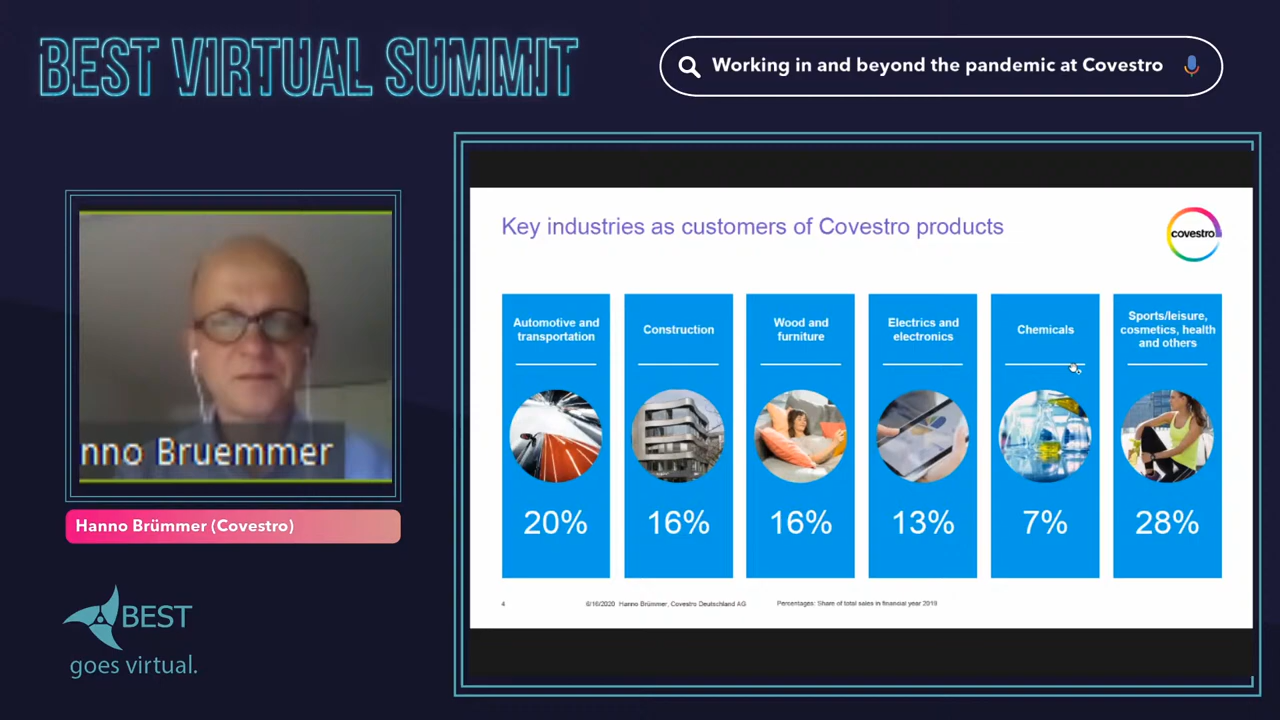 BEST VIRTUAL SUMMIT
Working in and beyond the pandemic at Covestro
nno Bruemmer
Hanno Brümmer (Covestro)
BEST
goes virtual.
Key industries as customers of Covestro products
covestro
Automotive and
transportation
20%
Construction
16%
Wood and
furniture
16%
Electrics and
electronics
13%
Chemicals
7%
Sports/leisure,
cosmetics, health
and others
28%
4
6/16/2020 Hanno Brümmer, Covestro Deutschland AG
Percentages: Share of total sales in financial year 2019